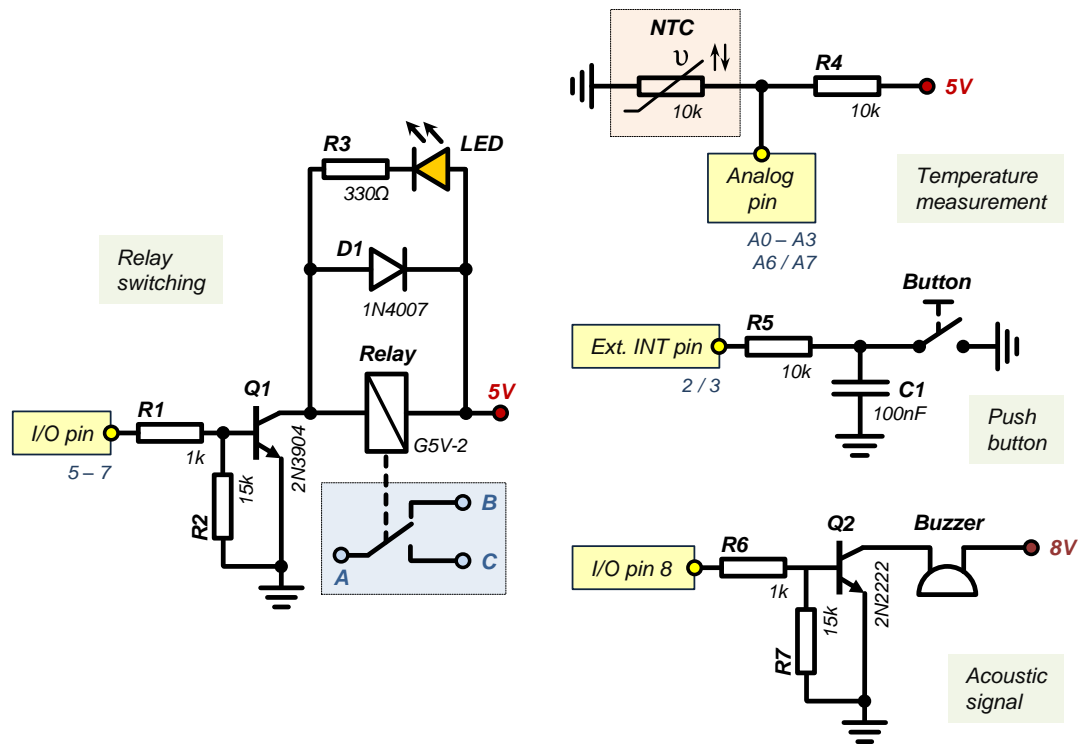 NTC
υ
10k
R4
10k
5V
Analog
pin
A0 – A3
A6 / A7
Temperature
measurement
R3
330Ω
LED
D1
1N4007
Relay
switching
Relay
G5V-2
5V
Q1
2N3904
I/O pin
5 – 7
R1
1k
R2
15k
A
B
C
Ext. INT pin
2 / 3
R5
10k
Button
C1
100nF
Push
button
I/O pin 8
R6
1k
R7
15k
Q2
2N2222
Buzzer
8V
Acoustic
signal